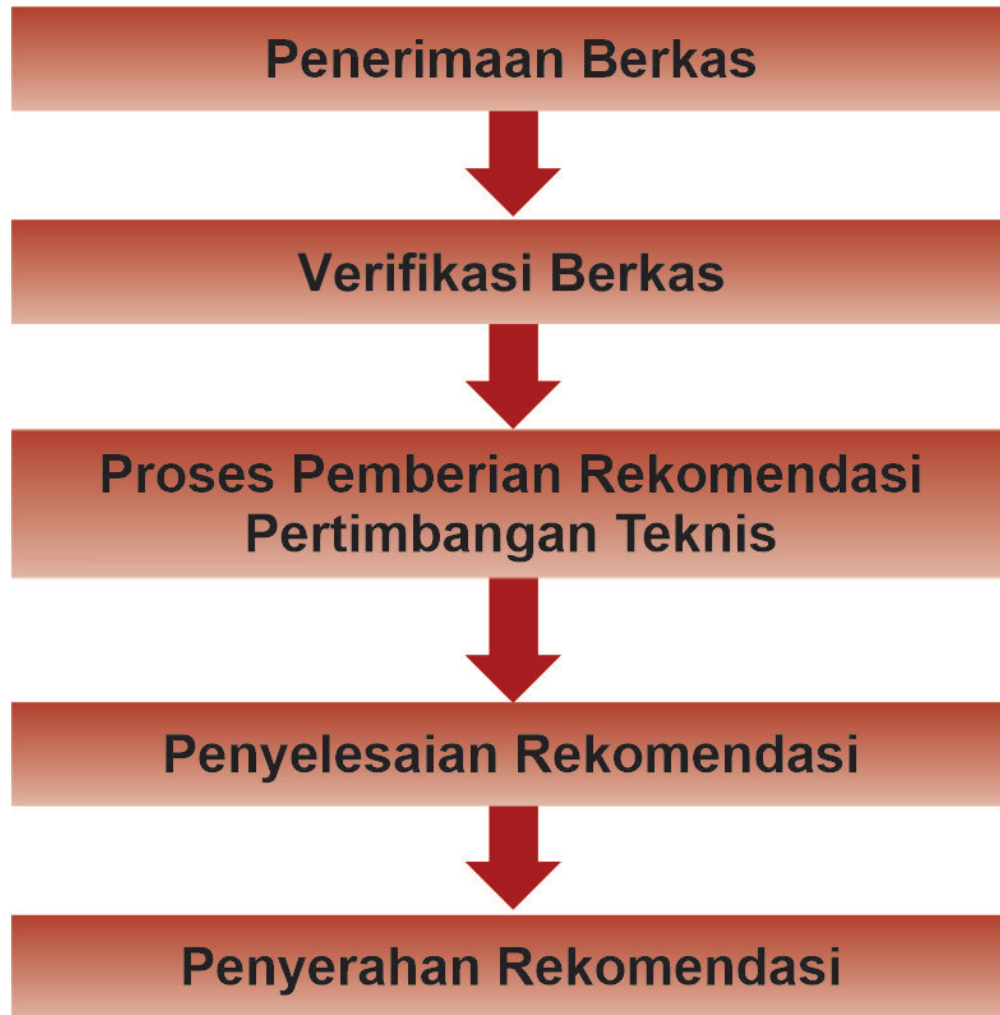 Penerimaan Berkas
Verifikasi Berkas
Proses Pemberian Rekomendasi
Pertimbangan Teknis
Penyelesaian Rekomendasi
Penyerahan Rekomendasi